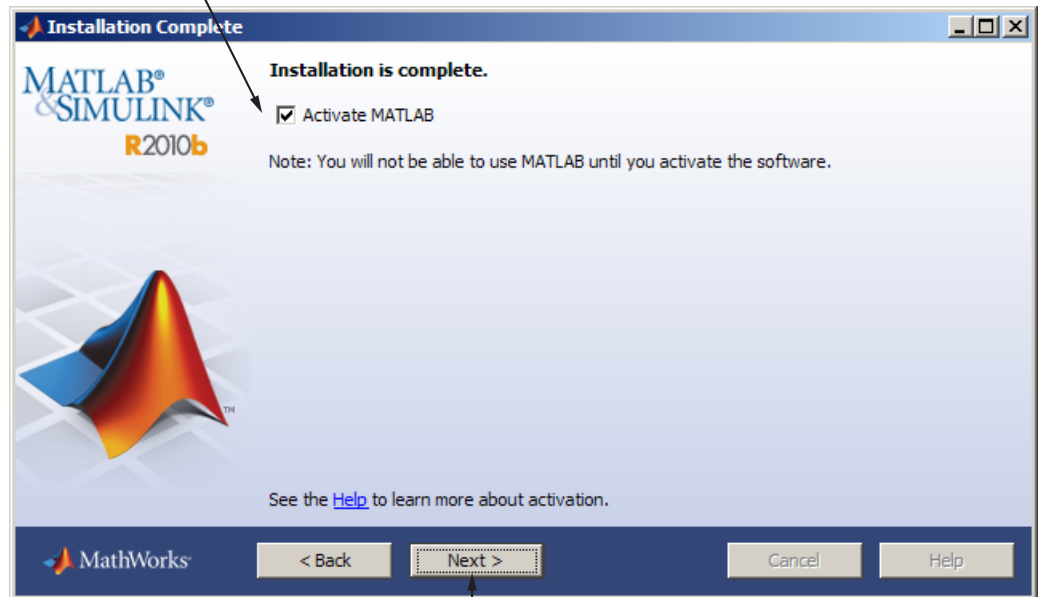 Installation Complete
MATLAB®
&SIMULINK®
R2010b
Installation is complete.
Activate MATLAB
Note: You will not be able to use MATLAB until you activate the software.
TM
See the Help to learn more about activation.
MathWorks®
< Back
Next >
Cancel
Help